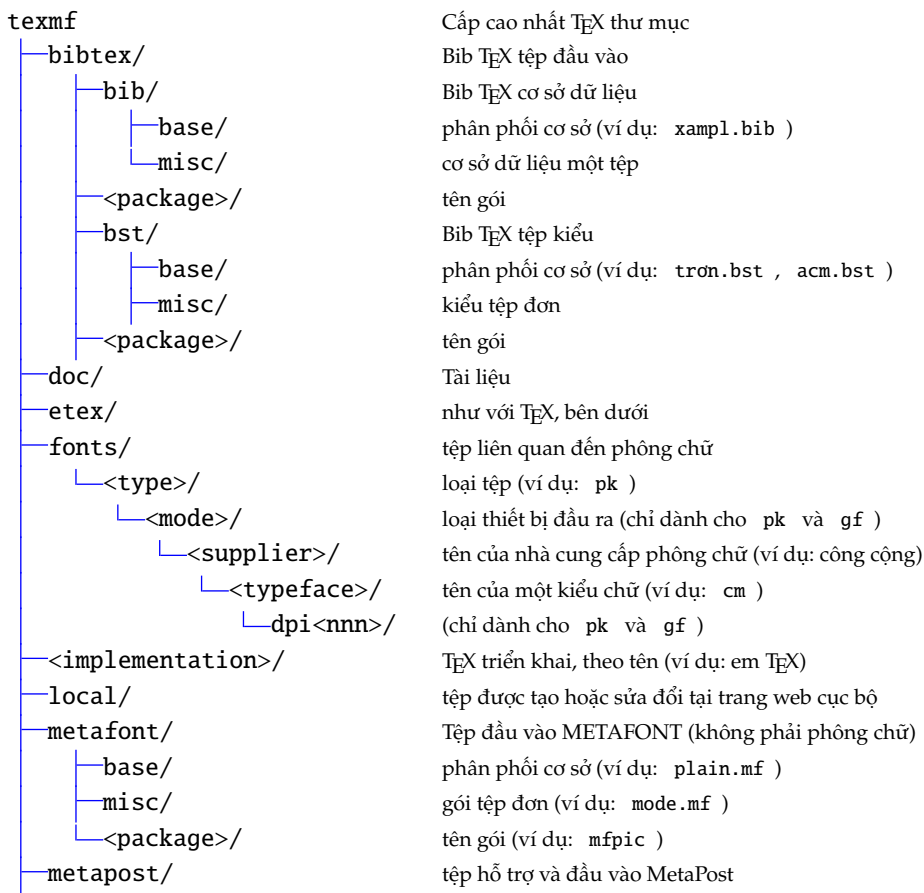 texmf Cấp cao nhất TEX thư mục
bibtex/ Bib TEX tệp đầu vào
bib/ Bib TEX cơ sở dữ liệu
base/ phân phối cơ sở (ví dụ: xampl.bib )
misc/ cơ sở dữ liệu một tệp
<package>/ tên gói
bst/ Bib TEX tệp kiểu
base/ phân phối cơ sở (ví dụ: trơn.bst , acm.bst )
misc/ kiểu tệp đơn
<package>/ tên gói
doc/ Tài liệu
etex/ như với TEX, bên dưới
fonts/ tệp liên quan đến phông chữ
<type>/ loại tệp (ví dụ: pk )
<mode>/ loại thiết bị đầu ra (chỉ dành cho pk và gf )
<supplier>/ tên của nhà cung cấp phông chữ (ví dụ: công cộng)
<typeface>/ tên của một kiểu chữ (ví dụ: cm )
dpi<nnn>/ (chỉ dành cho pk và gf )
<implementation>/ TEX triển khai, theo tên (ví dụ: em TEX)
local/ tệp được tạo hoặc sửa đổi tại trang web cục bộ
metafont/ Tệp đầu vào METAFONT (không phải phông chữ)
base/ phân phối cơ sở (ví dụ: plain.mf )
misc/ gói tệp đơn (ví dụ: mode.mf )
<package>/ tên gói (ví dụ: mfpic )
metapost/ tệp hỗ trợ và đầu vào MetaPost